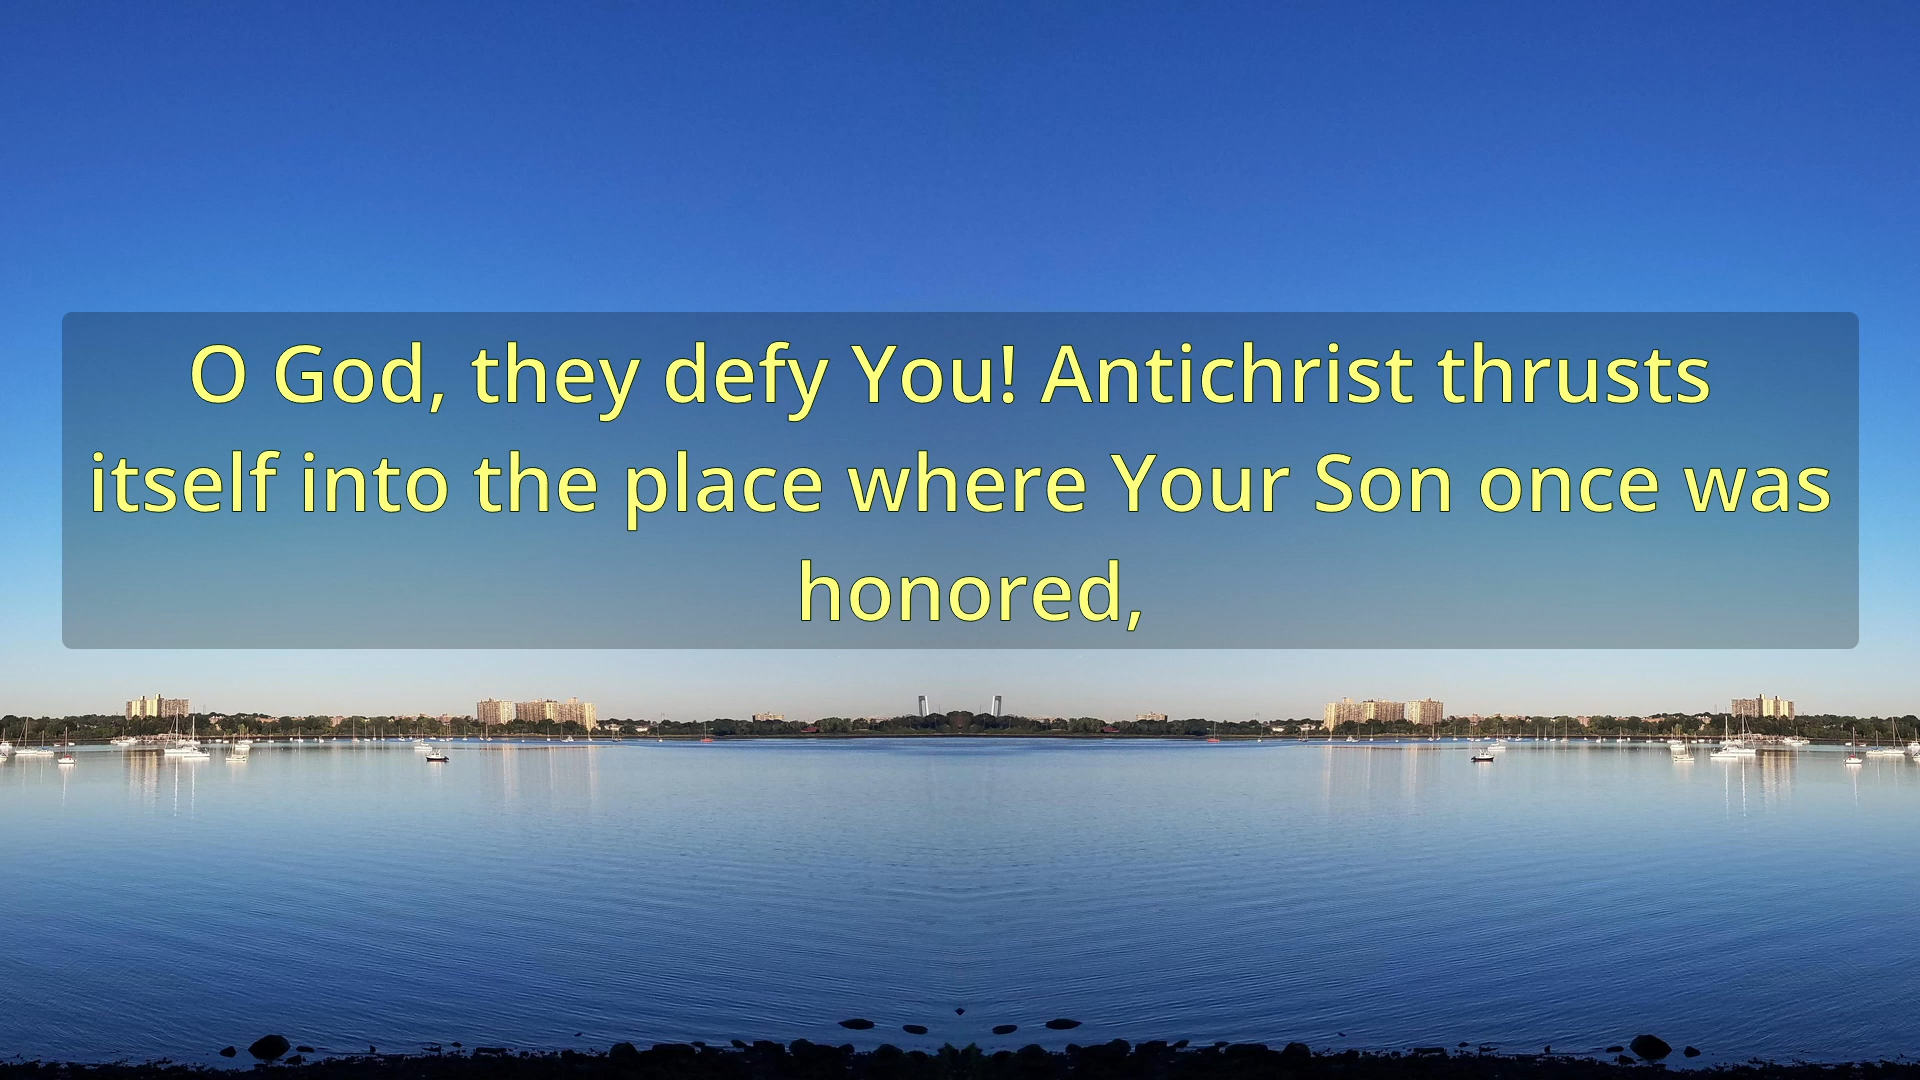 O God, they defy You! Antichrist thrusts
itself into the place where Your Son once was
honored,